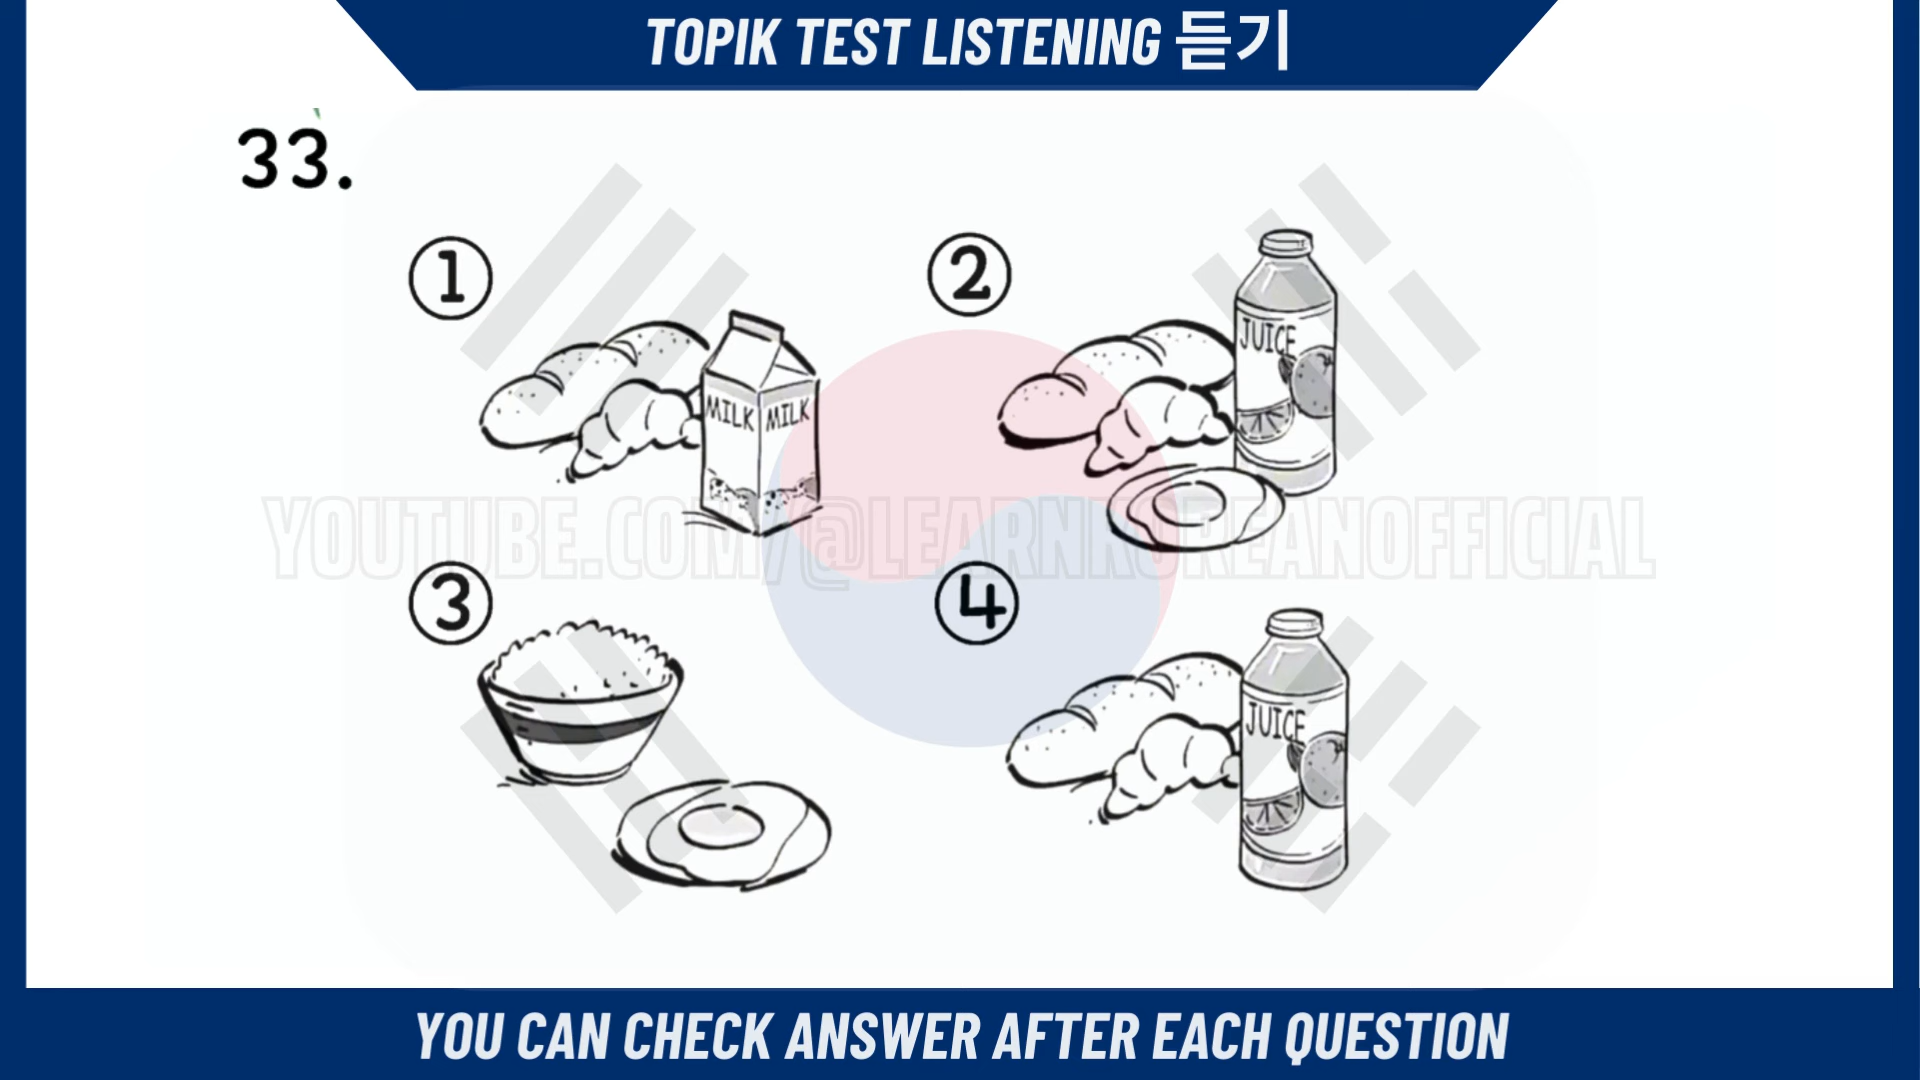 TOPIK TEST LISTENING 듣기
33.
①
②
JUICE
MILK MILK
YOUTUBE.COM/@LEARNKOREANOFFICIAL
③
④
JUICE
YOU CAN CHECK ANSWER AFTER EACH QUESTION